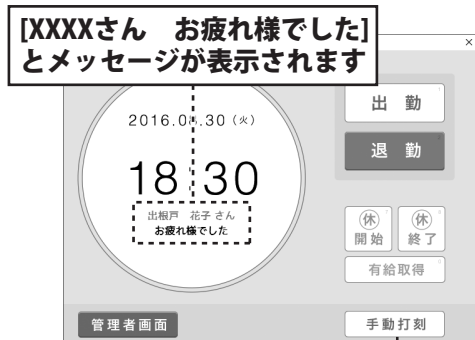 [XXXXさん　お疲れ様でした]
とメッセージが表示されます
×
出　勤
2016.08.30（火）
退　勤
18:30
出根戸　花子 さん
お疲れ様でした
休
開始
休
終了
有給取得
管理者画面
手動打刻